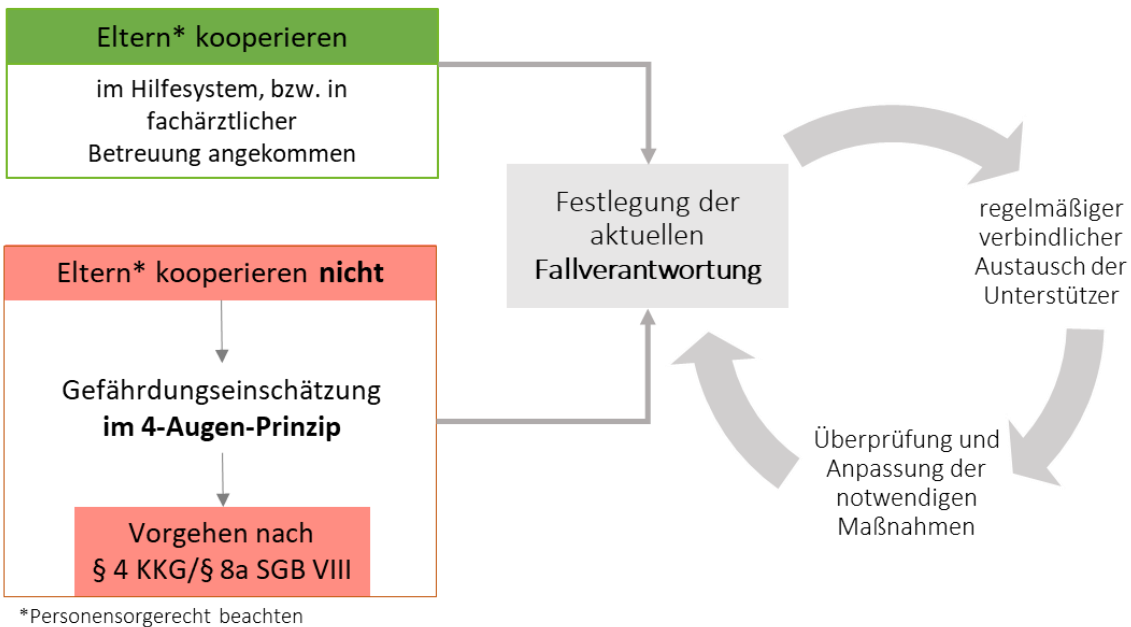 Eltern* kooperieren
im Hilfesystem, bzw. in
fachärztlicher
Betreuung angekommen
Eltern* kooperieren nicht
Gefährdungseinschätzung
im 4-Augen-Prinzip
Vorgehen nach
§ 4 KKG/§ 8a SGB VIII
*Personensorgerecht beachten
Festlegung der
aktuellen
Fallverantwortung
regelmäßiger
verbindlicher
Austausch der
Unterstützer
Überprüfung und
Anpassung der
notwendigen
Maßnahmen